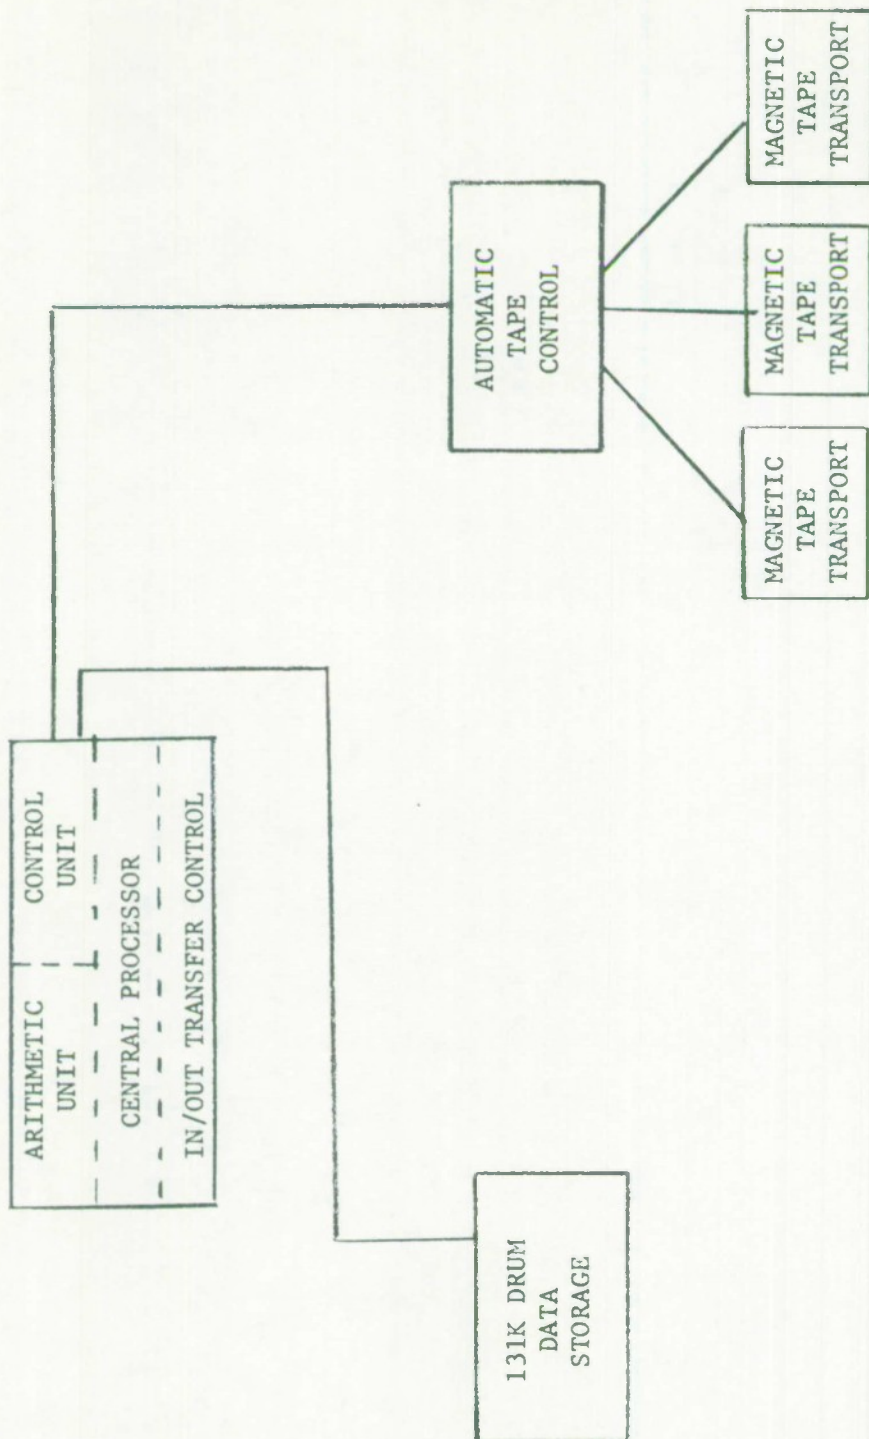 ARITHMETIC
UNIT
CONTROL
UNIT
CENTRAL PROCESSOR
IN/OUT TRANSFER CONTROL
131K DRUM
DATA
STORAGE
AUTOMATIC
TAPE
CONTROL
MAGNETIC
TAPE
TRANSPORT
MAGNETIC
TAPE
TRANSPORT
MAGNETIC
TAPE
TRANSPORT